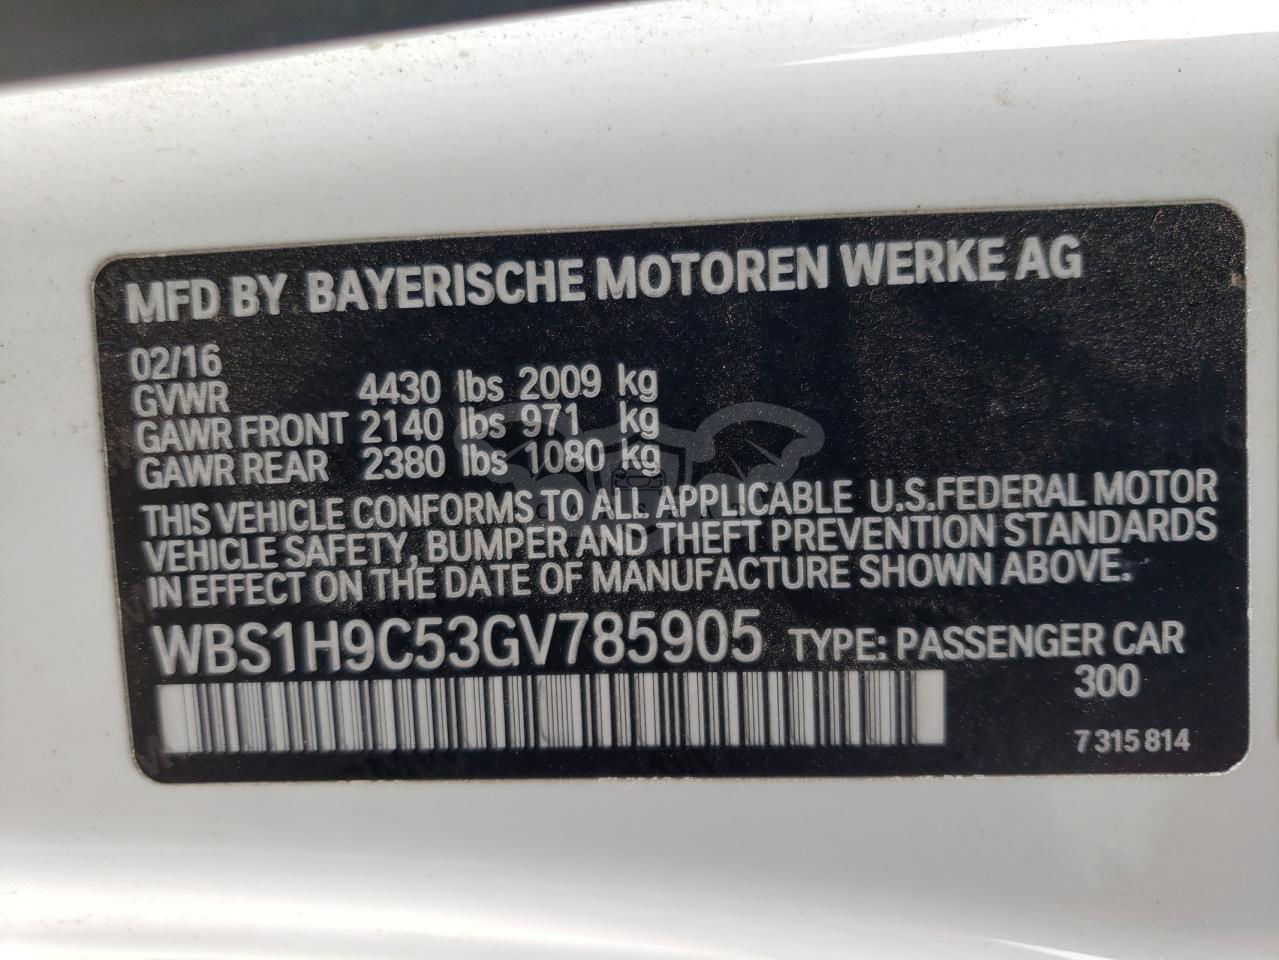 MFD BY BAYERISCHE MOTOREN WERKE AG
02/16
GVWR 4430 lbs 2009 kg
GAWR FRONT 2140 lbs 971 kg
GAWR REAR 2380 lbs 1080 kg
THIS VEHICLE CONFORMS TO ALL APPLICABLE U.S.FEDERAL MOTOR
VEHICLE SAFETY, BUMPER AND THEFT PREVENTION STANDARDS
IN EFFECT ON THE DATE OF MANUFACTURE SHOWN ABOVE.
WBS1H9C53GV785905 TYPE: PASSENGER CAR
300
7 315 814